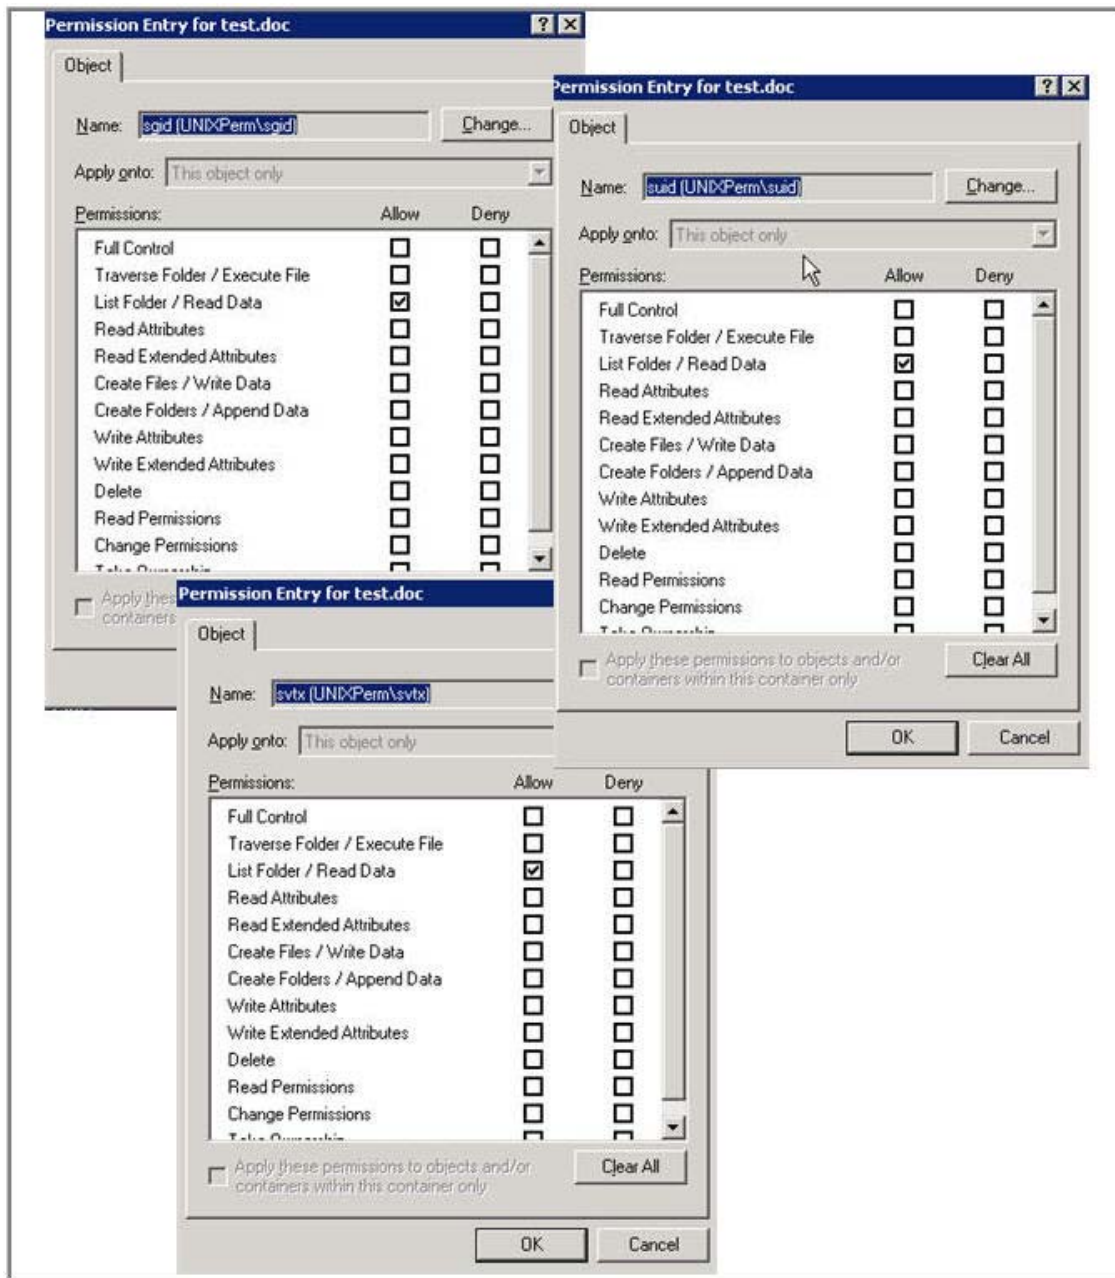 Permission Entry for test.doc
Object
Name: sgid (UNIXPerm\sgid) Change...
Apply onto: This object only
Permissions: Allow Deny
Full Control
Traverse Folder / Execute File
List Folder / Read Data
Read Attributes
Read Extended Attributes
Create Files / Write Data
Create Folders / Append Data
Write Attributes
Write Extended Attributes
Delete
Read Permissions
Change Permissions
Take Ownership
Apply these
containers
Permission Entry for test.doc
Object
Name: suid (UNIXPerm\suid) Change...
Apply onto: This object only
Permissions: Allow Deny
Full Control
Traverse Folder / Execute File
List Folder / Read Data
Read Attributes
Read Extended Attributes
Create Files / Write Data
Create Folders / Append Data
Write Attributes
Write Extended Attributes
Delete
Read Permissions
Change Permissions
Take Ownership
Apply these permissions to objects and/or
containers within this container only
Clear All
OK Cancel
Permission Entry for test.doc
Object
Name: svtx (UNIXPerm\svtx)
Apply onto: This object only
Permissions: Allow Deny
Full Control
Traverse Folder / Execute File
List Folder / Read Data
Read Attributes
Read Extended Attributes
Create Files / Write Data
Create Folders / Append Data
Write Attributes
Write Extended Attributes
Delete
Read Permissions
Change Permissions
Take Ownership
Apply these permissions to objects and/or
containers within this container only
Clear All
OK Cancel